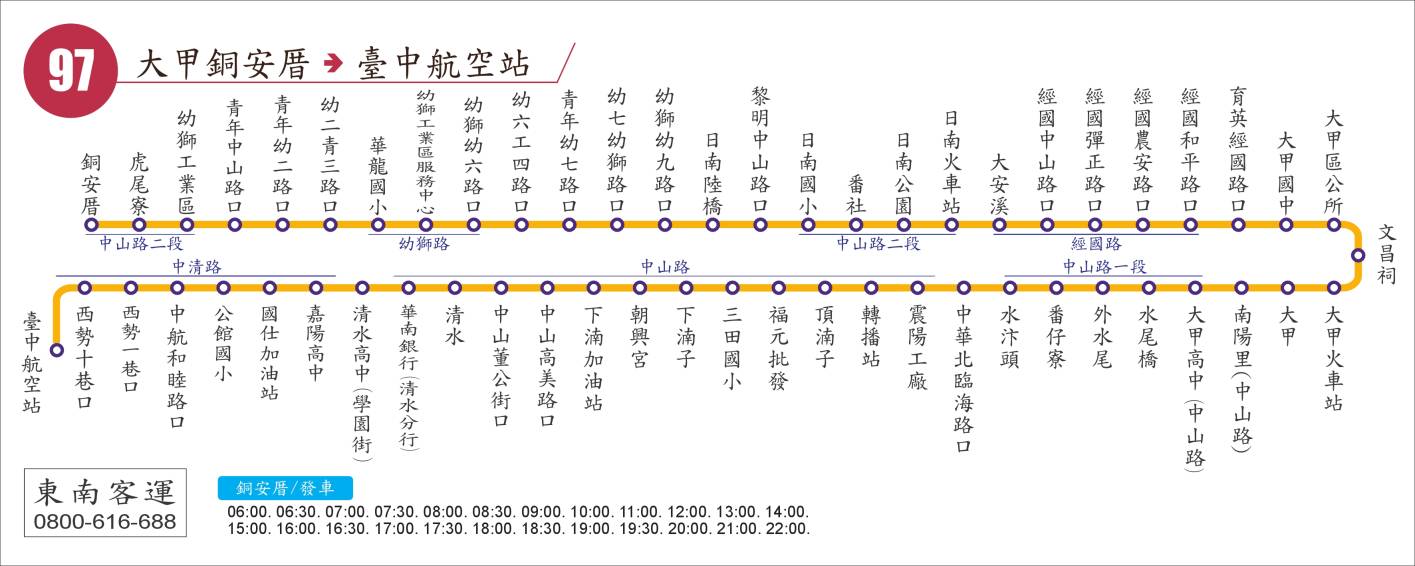 97
大甲銅安厝➔臺中航空站
銅安厝
虎尾寮
幼獅工業區
青年中山路口
青年幼二路口
幼二青三路口
華龍國小
幼獅工業區服務中心
幼獅幼六路口
幼六工四路口
青年幼七路口
幼七幼獅路口
幼獅幼九路口
日南陸橋
黎明中山路口
日南國小
番社
日南公園
日南火車站
大安溪
經國中山路口
經國彈正路口
經國農安路口
經國和平路口
育英經國路口
大甲國中
大甲區公所
文昌祠
中山路二段
幼獅路
中山路二段
經國路
中清路
中山路
中山路一段
臺中航空站
西勢十巷口
西勢一巷口
中航和睦路口
公館國小
國仕加油站
嘉陽高中
清水高中(學園街)
華南銀行(清水分行)
清水
中山董公街口
中山高美路口
下湳加油站
朝興宮
下湳子
三田國小
福元批發
頂湳子
轉播站
震陽工廠
中華北臨海路口
水汴頭
番仔寮
外水尾
水尾橋
大甲高中(中山路)
南陽里(中山路)
大甲
大甲火車站
東南客運
0800-616-688
銅安厝/發車
06:00. 06:30. 07:00. 07:30. 08:00. 08:30. 09:00. 10:00. 11:00. 12:00. 13:00. 14:00.
15:00. 16:00. 16:30. 17:00. 17:30. 18:00. 18:30. 19:00. 19:30. 20:00. 21:00. 22:00.